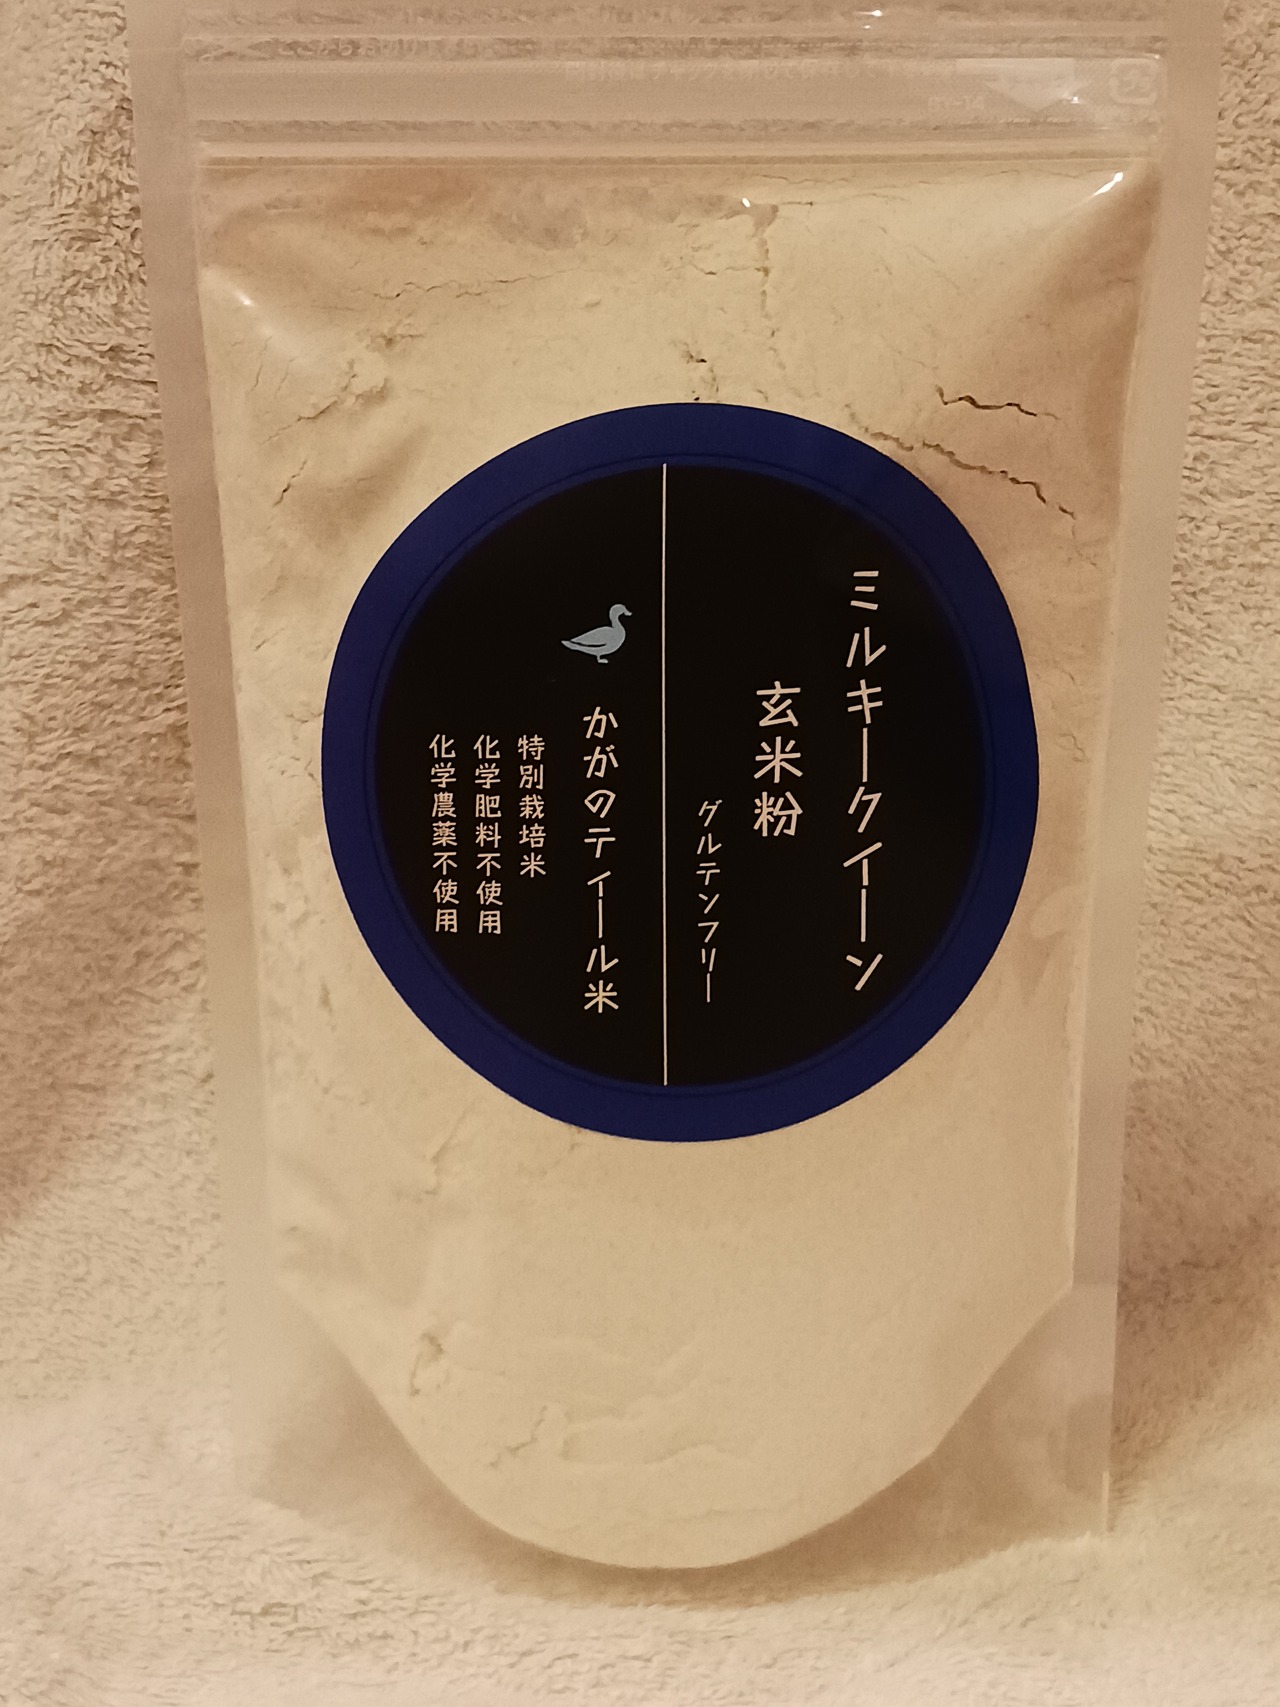 ミルキークイーン
玄米粉
グルテンフリー
かがのティール米
特別栽培米
化学肥料不使用
化学農薬不使用